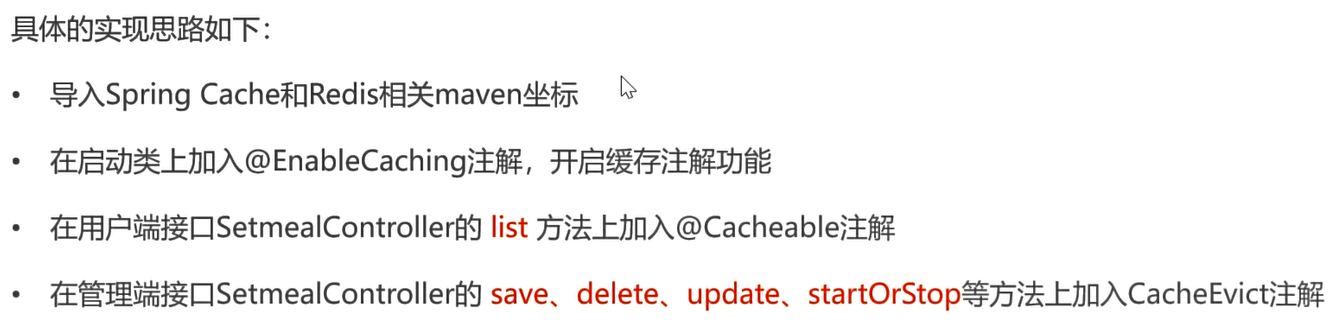 具体的实现思路如下：
• 导入Spring Cache和Redis相关maven坐标
• 在启动类上加入@EnableCaching注解，开启缓存注解功能
• 在用户端接口SetmealController的 list 方法上加入@Cacheable注解
• 在管理端接口SetmealController的 save、delete、update、startOrStop等方法上加入CacheEvict注解